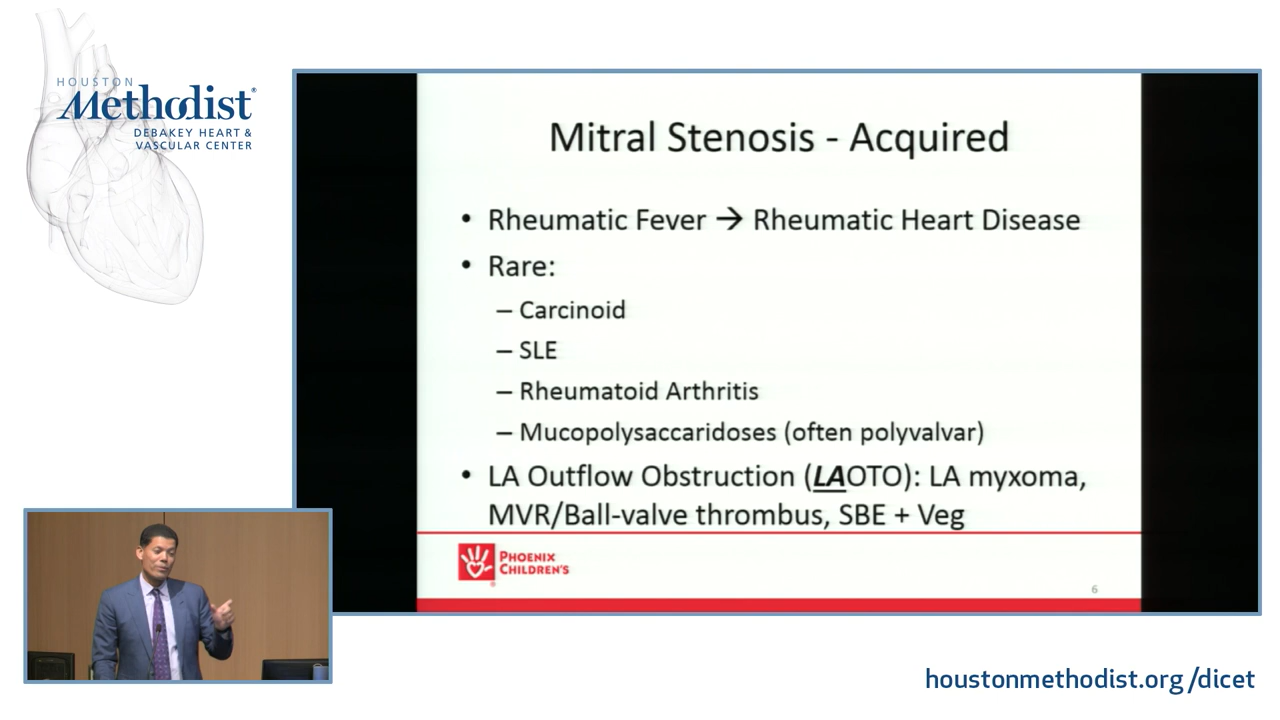 HOUSTON
Methodist®
DEBAKEY HEART &
VASCULAR CENTER
Mitral Stenosis - Acquired
• Rheumatic Fever → Rheumatic Heart Disease
• Rare:
– Carcinoid
– SLE
– Rheumatoid Arthritis
– Mucopolysaccaridoses (often polyvalvar)
• LA Outflow Obstruction (LAOTO): LA myxoma,
MVR/Ball-valve thrombus, SBE + Veg
PHOENIX
CHILDREN'S®
6
houstonmethodist.org/dicet